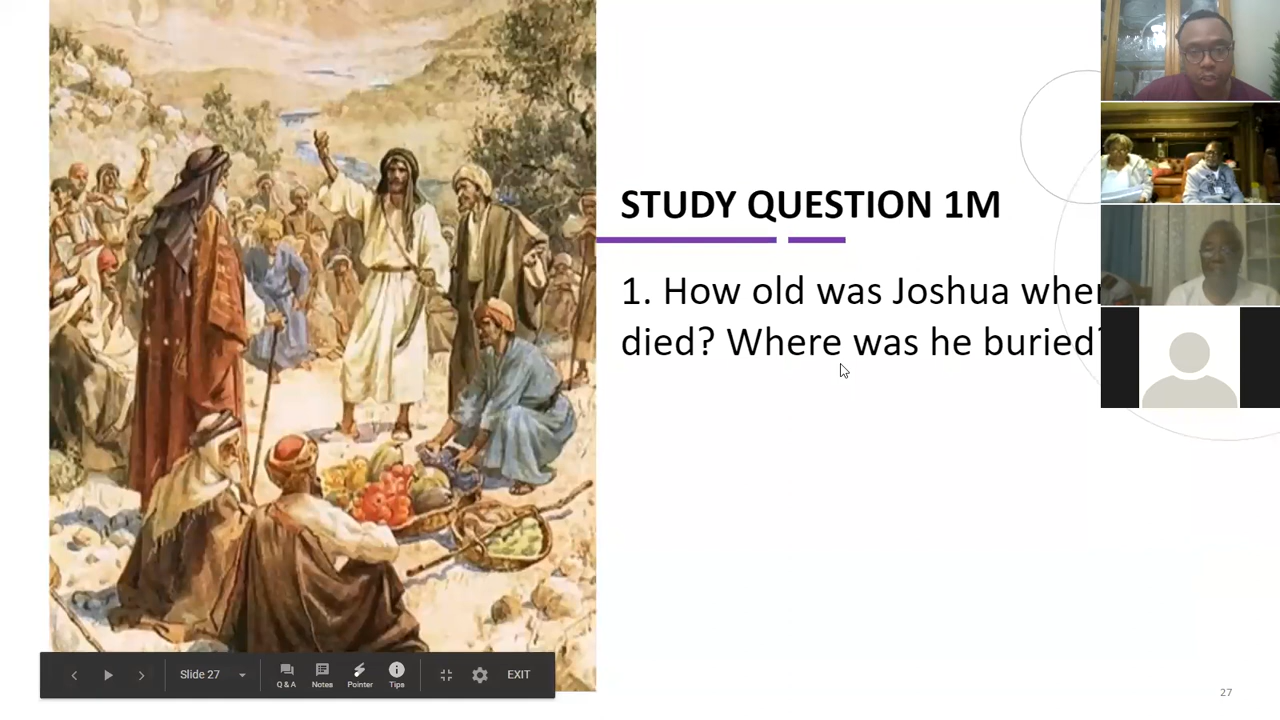 STUDY QUESTION 1M
1. How old was Joshua when
died? Where was he buried?
Slide 27
Q & A
Notes
Pointer
Tips
EXIT
27